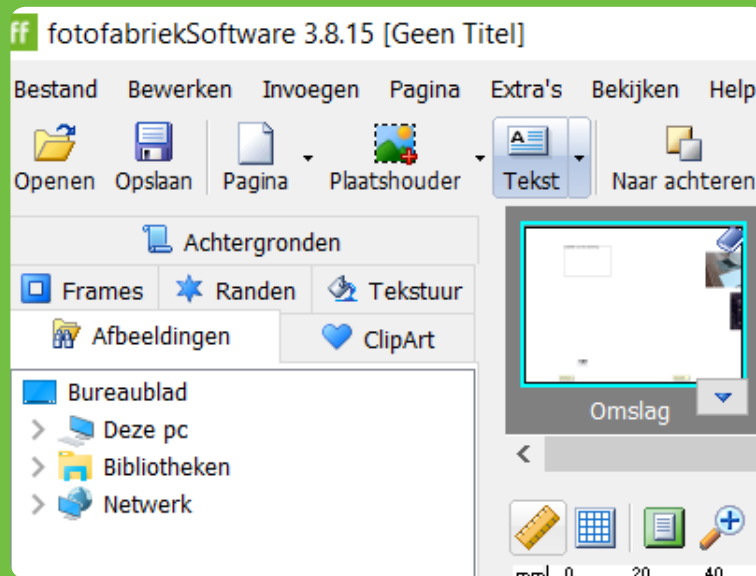 ff fotofabriekSoftware 3.8.15 [Geen Titel]
Bestand Bewerken Invoegen Pagina Extra's Bekijken Help
Openen Opslaan Pagina Plaatshouder Tekst Naar achteren
Achtergronden
Frames Randen Tekstuur
Afbeeldingen ClipArt
Bureaublad
Deze pc
Bibliotheken
Netwerk
Omslag
mm 0 20 40